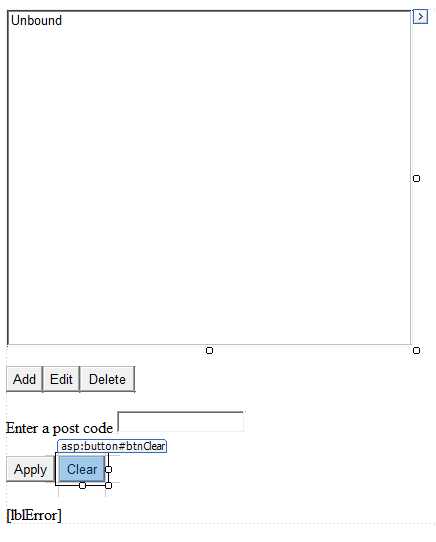 Unbound
Add Edit Delete
Enter a post code
asp:button#btnClear
Apply Clear
[lblError]